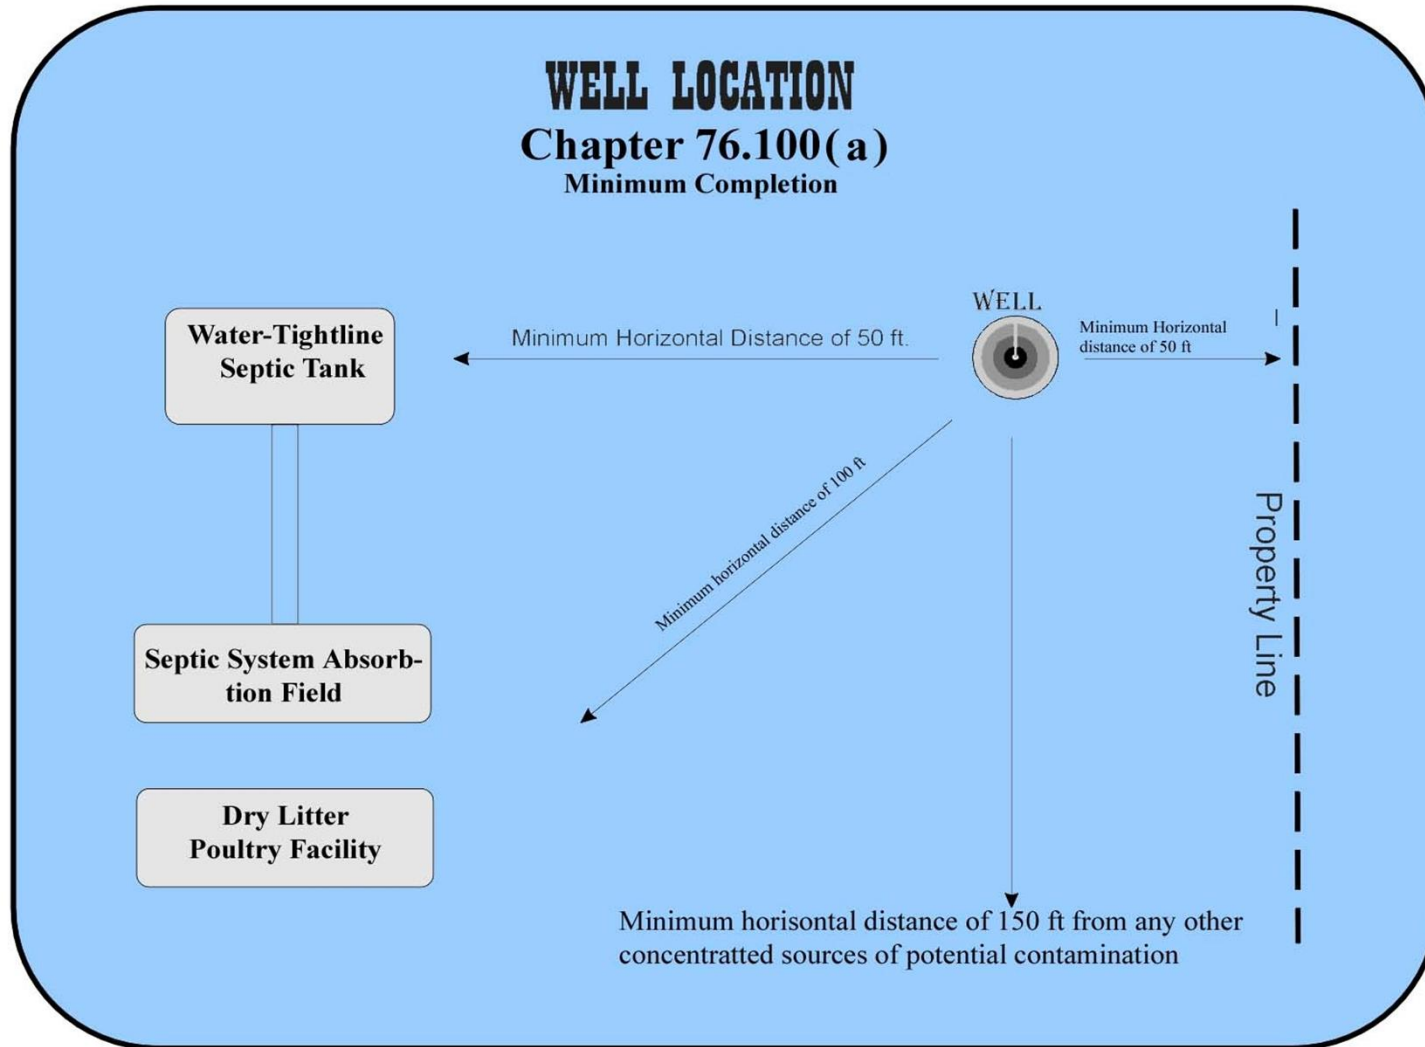 WELL LOCATION
Chapter 76.100(a)
Minimum Completion
Water-Tightline
Septic Tank
Minimum Horizontal Distance of 50 ft.
WELL
Minimum Horizontal
distance of 50 ft
Minimum horizontal distance of 100 ft
Property Line
Septic System Absorb-
tion Field
Dry Litter
Poultry Facility
Minimum horisontal distance of 150 ft from any other
concentratted sources of potential contamination